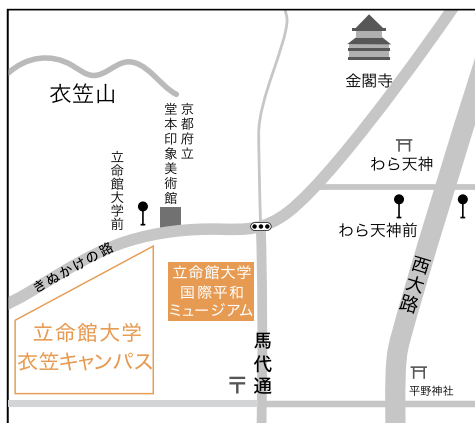 金閣寺
衣笠山
京都府立
堂本印象美術館
立命館大学前
わら天神
わら天神前
きぬかけの路
西大路
立命館大学
国際平和
ミュージアム
立命館大学
衣笠キャンパス
馬代通
〒
平野神社